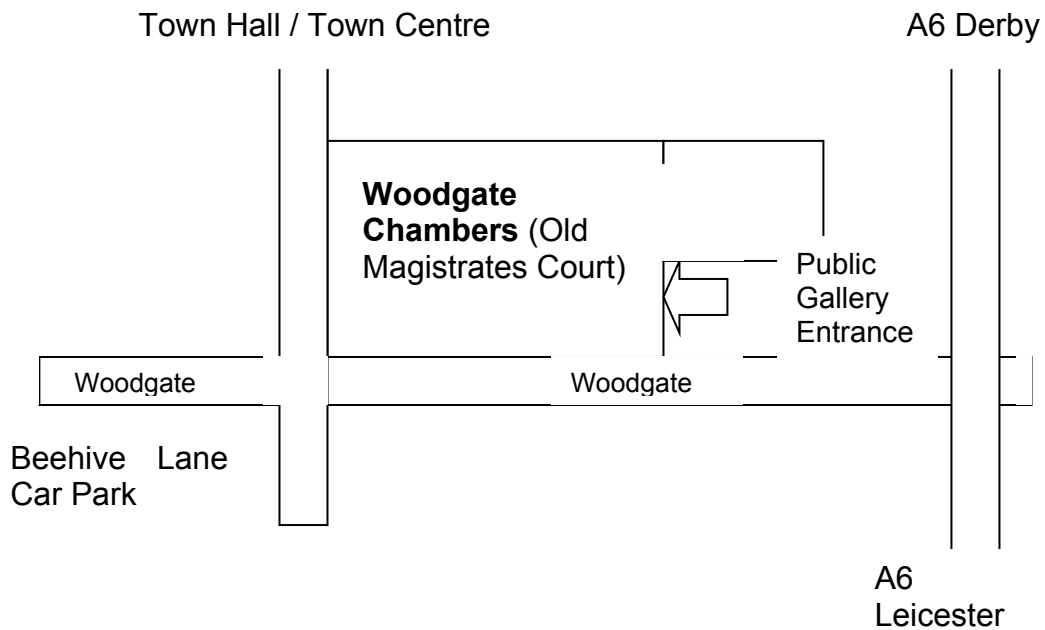 Town Hall / Town Centre
A6 Derby
Woodgate
Chambers (Old
Magistrates Court)
Public
Gallery
Entrance
Woodgate
Woodgate
Beehive Lane
Car Park
A6
Leicester